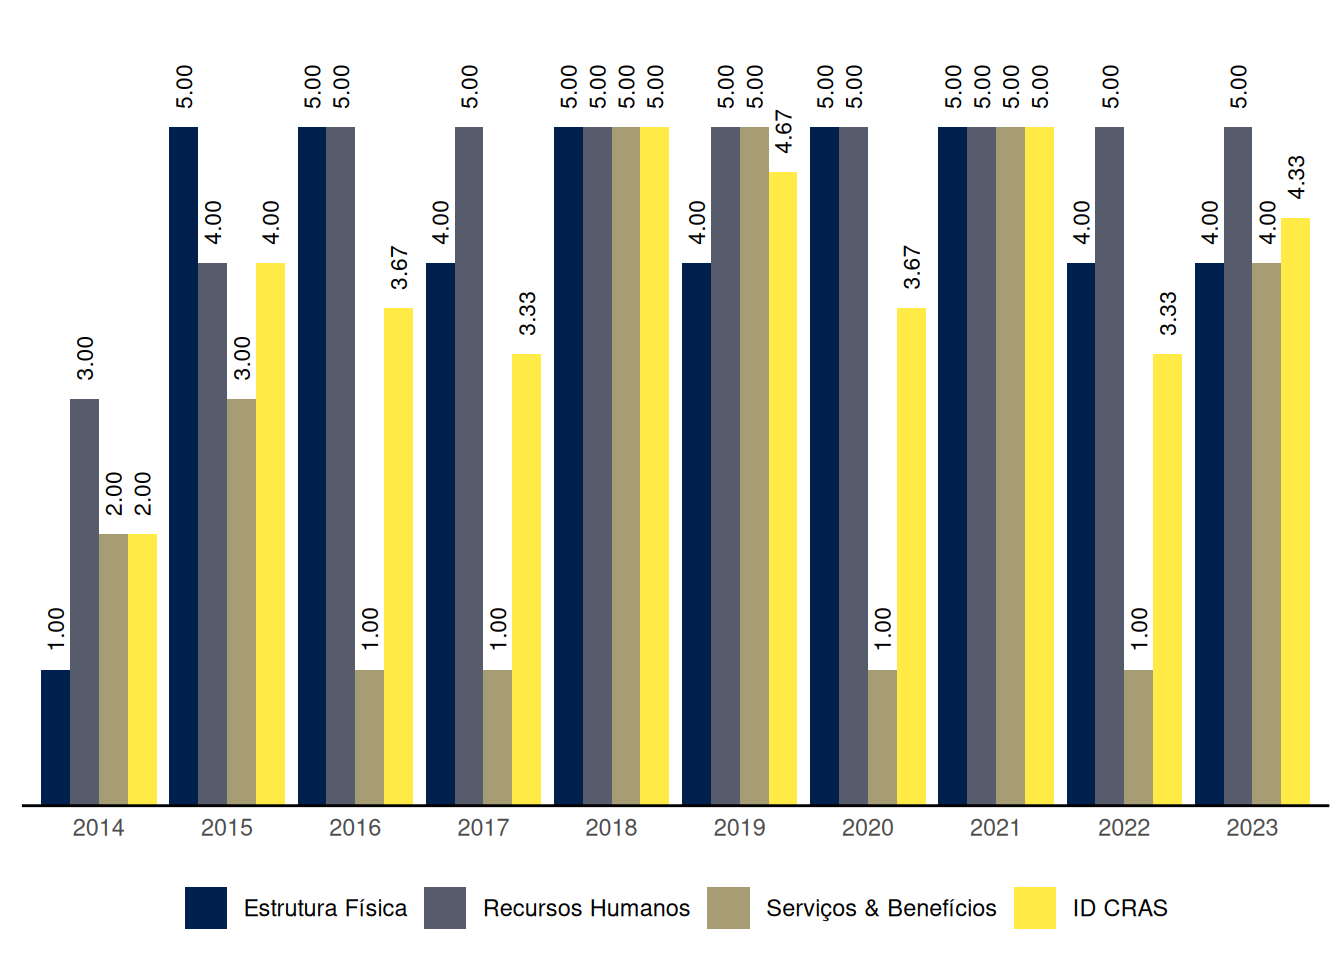 5.00 5.00 5.00 5.00 5.00 5.00 5.00 5.00 5.00 5.00 5.00 5.00 5.00 5.00 5.00 5.00 5.00 5.00
4.67
4.33
4.00 4.00 4.00 4.00 4.00 4.00 4.00
3.67 3.67
3.33 3.33
3.00 3.00
2.00 2.00
1.00 1.00 1.00 1.00 1.00
2014 2015 2016 2017 2018 2019 2020 2021 2022 2023
Estrutura Física Recursos Humanos Serviços & Benefícios ID CRAS